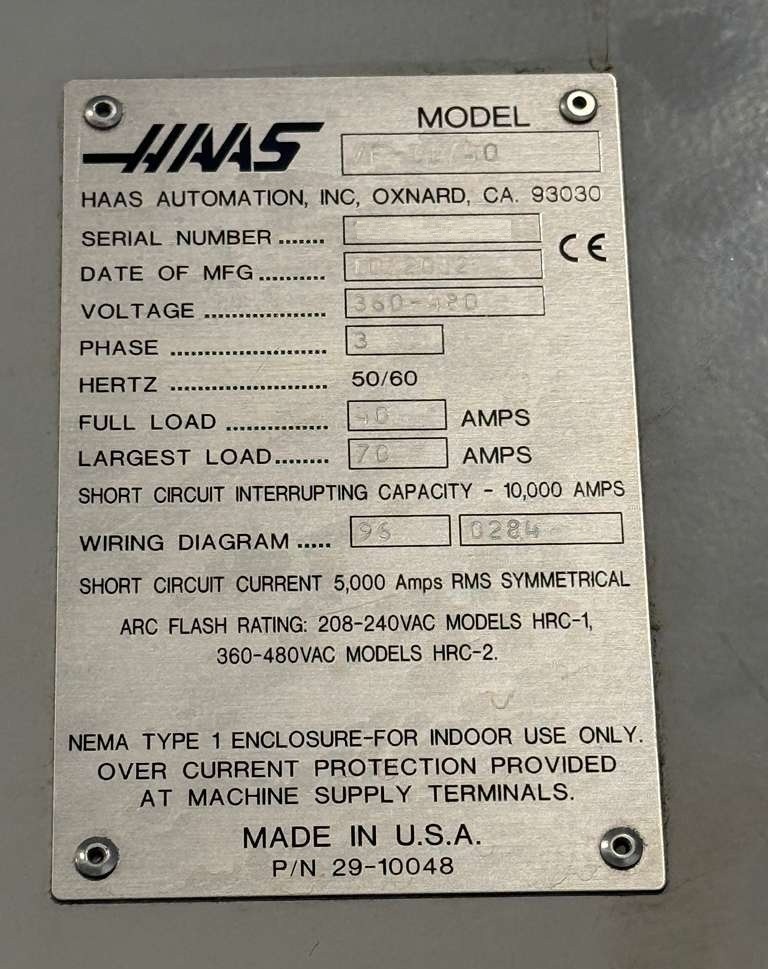 HAAS
MODEL
HAAS AUTOMATION, INC, OXNARD, CA. 93030
SERIAL NUMBER .......
CE
DATE OF MFG..........
VOLTAGE .................. 360-480
PHASE ....................... 3
HERTZ ....................... 50/60
FULL LOAD ............... AMPS
LARGEST LOAD........ 70 AMPS
SHORT CIRCUIT INTERRUPTING CAPACITY - 10,000 AMPS
WIRING DIAGRAM ..... 96 0284
SHORT CIRCUIT CURRENT 5,000 Amps RMS SYMMETRICAL
ARC FLASH RATING: 208-240VAC MODELS HRC-1,
360-480VAC MODELS HRC-2.
NEMA TYPE 1 ENCLOSURE-FOR INDOOR USE ONLY.
OVER CURRENT PROTECTION PROVIDED
AT MACHINE SUPPLY TERMINALS.
MADE IN U.S.A.
P/N 29-10048